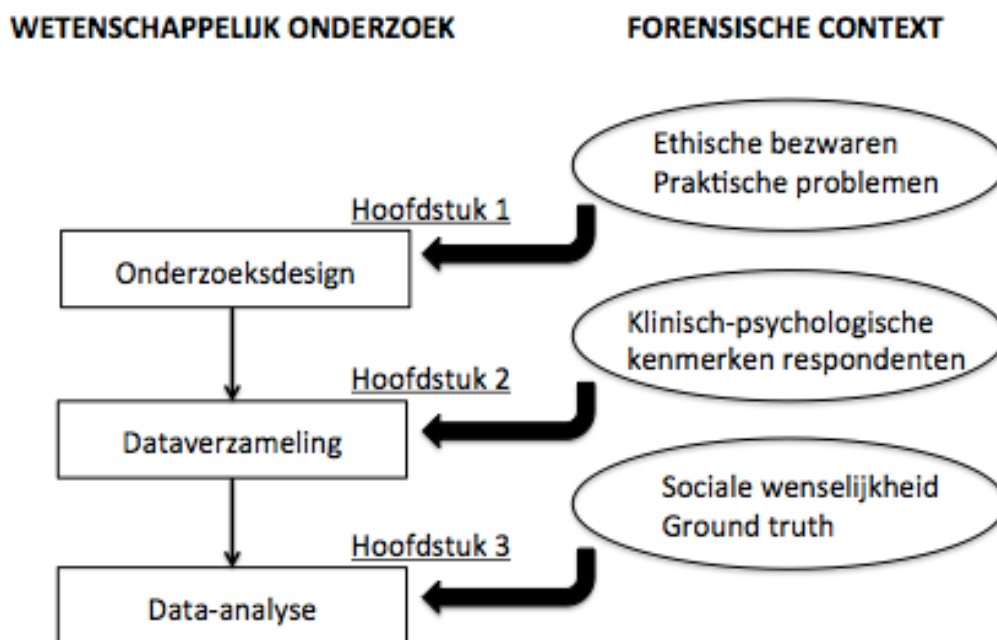 WETENSCHAPPELIJK ONDERZOEK
FORENSISCHE CONTEXT
Ethische bezwaren
Praktische problemen
Hoofdstuk 1
Onderzoeksdesign
Klinisch-psychologische
kenmerken respondenten
Hoofdstuk 2
Dataverzameling
Sociale wenselijkheid
Ground truth
Hoofdstuk 3
Data-analyse